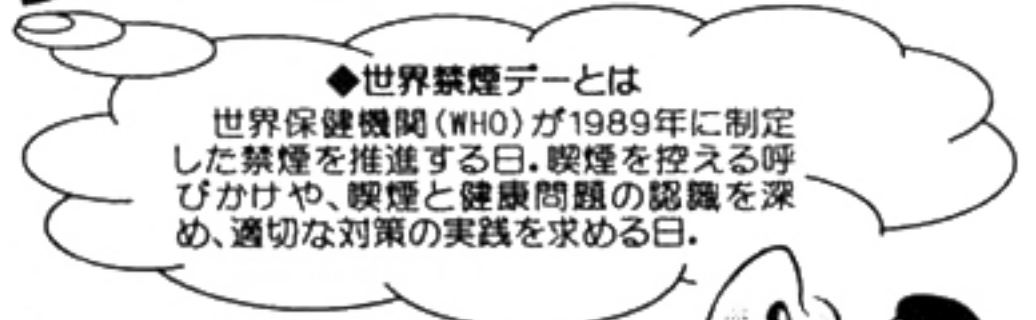 ◆世界禁煙デーとは
世界保健機関(WHO)が1989年に制定
した禁煙を推進する日.喫煙を控える呼
びかけや、喫煙と健康問題の認識を深
め、適切な対策の実践を求める日.